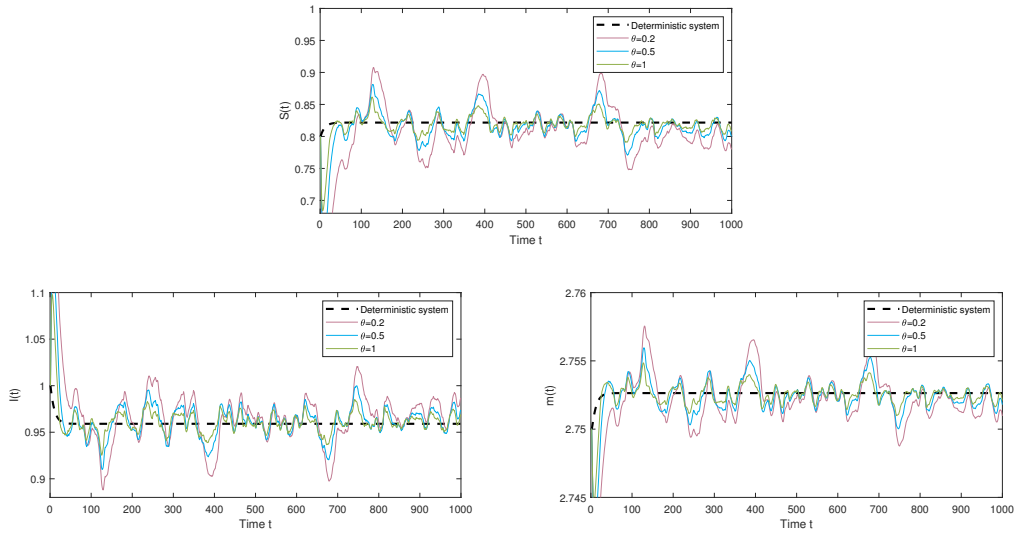 S(t)
1
0.95
0.9
0.85
0.8
0.75
0.7
0 100 200 300 400 500 600 700 800 900 1000
Time t
Deterministic system
θ=0.2
θ=0.5
θ=1
I(t)
1.1
1.05
1
0.95
0.9
0 100 200 300 400 500 600 700 800 900 1000
Time t
Deterministic system
θ=0.2
θ=0.5
θ=1
m(t)
2.76
2.755
2.75
2.745
0 100 200 300 400 500 600 700 800 900 1000
Time t
Deterministic system
θ=0.2
θ=0.5
θ=1